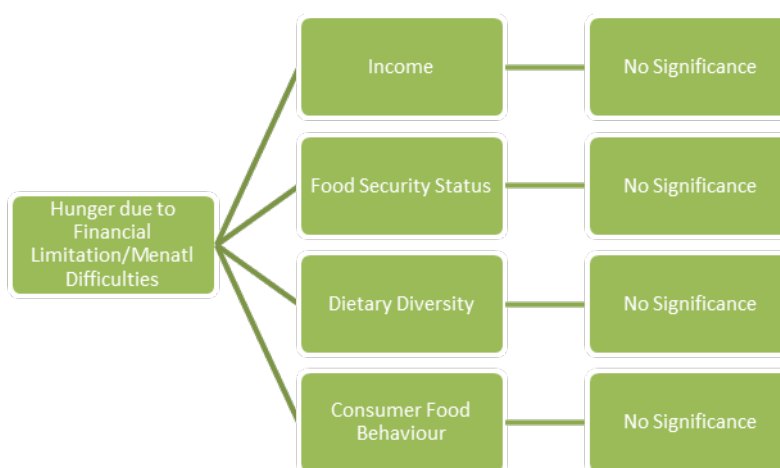 Income
No Significance
Food Security Status
No Significance
Hunger due to
Financial
Limitation/Menatl
Difficulties
Dietary Diversity
No Significance
Consumer Food
Behaviour
No Significance